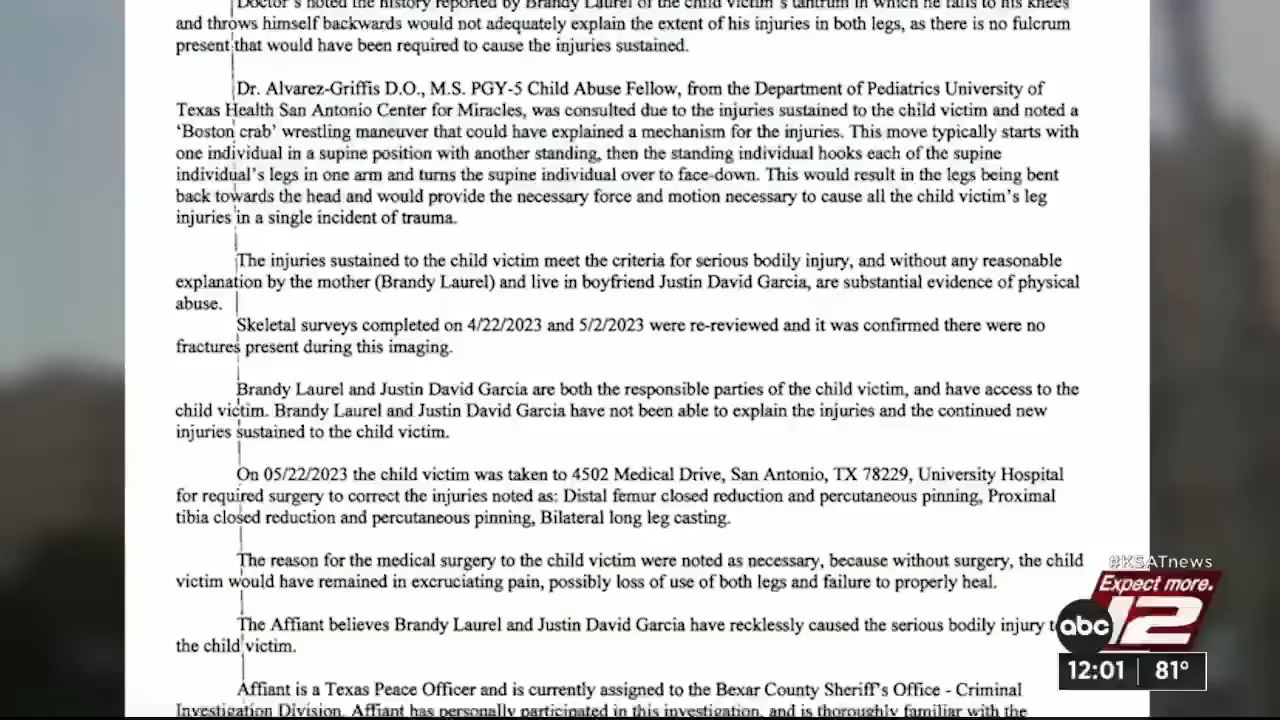 Doctor's noted the history reported by Brandy Laurel of the child victim's tantrum in which he falls to his knees
and throws himself backwards would not adequately explain the extent of his injuries in both legs, as there is no fulcrum
present that would have been required to cause the injuries sustained.
Dr. Alvarez-Griffis D.O., M.S. PGY-5 Child Abuse Fellow, from the Department of Pediatrics University of
Texas Health San Antonio Center for Miracles, was consulted due to the injuries sustained to the child victim and noted a
‘Boston crab’ wrestling maneuver that could have explained a mechanism for the injuries. This move typically starts with
one individual in a supine position with another standing, then the standing individual hooks each of the supine
individual’s legs in one arm and turns the supine individual over to face-down. This would result in the legs being bent
back towards the head and would provide the necessary force and motion necessary to cause all the child victim’s leg
injuries in a single incident of trauma.
The injuries sustained to the child victim meet the criteria for serious bodily injury, and without any reasonable
explanation by the mother (Brandy Laurel) and live in boyfriend Justin David Garcia, are substantial evidence of physical
abuse.
Skeletal surveys completed on 4/22/2023 and 5/2/2023 were re-reviewed and it was confirmed there were no
fractures present during this imaging.
Brandy Laurel and Justin David Garcia are both the responsible parties of the child victim, and have access to the
child victim. Brandy Laurel and Justin David Garcia have not been able to explain the injuries and the continued new
injuries sustained to the child victim.
On 05/22/2023 the child victim was taken to 4502 Medical Drive, San Antonio, TX 78229, University Hospital
for required surgery to correct the injuries noted as: Distal femur closed reduction and percutaneous pinning, Proximal
tibia closed reduction and percutaneous pinning, Bilateral long leg casting.
The reason for the medical surgery to the child victim were noted as necessary, because without surgery, the child
victim would have remained in excruciating pain, possibly loss of use of both legs and failure to properly heal.
The Affiant believes Brandy Laurel and Justin David Garcia have recklessly caused the serious bodily injury
the child victim.
Affiant is a Texas Peace Officer and is currently assigned to the Bexar County Sheriff's Office - Criminal
Investigation Division. Affiant has personally participated in this investigation, and is thoroughly familiar with the
#KSATnews
Expect more.
abc 12
12:01 81°